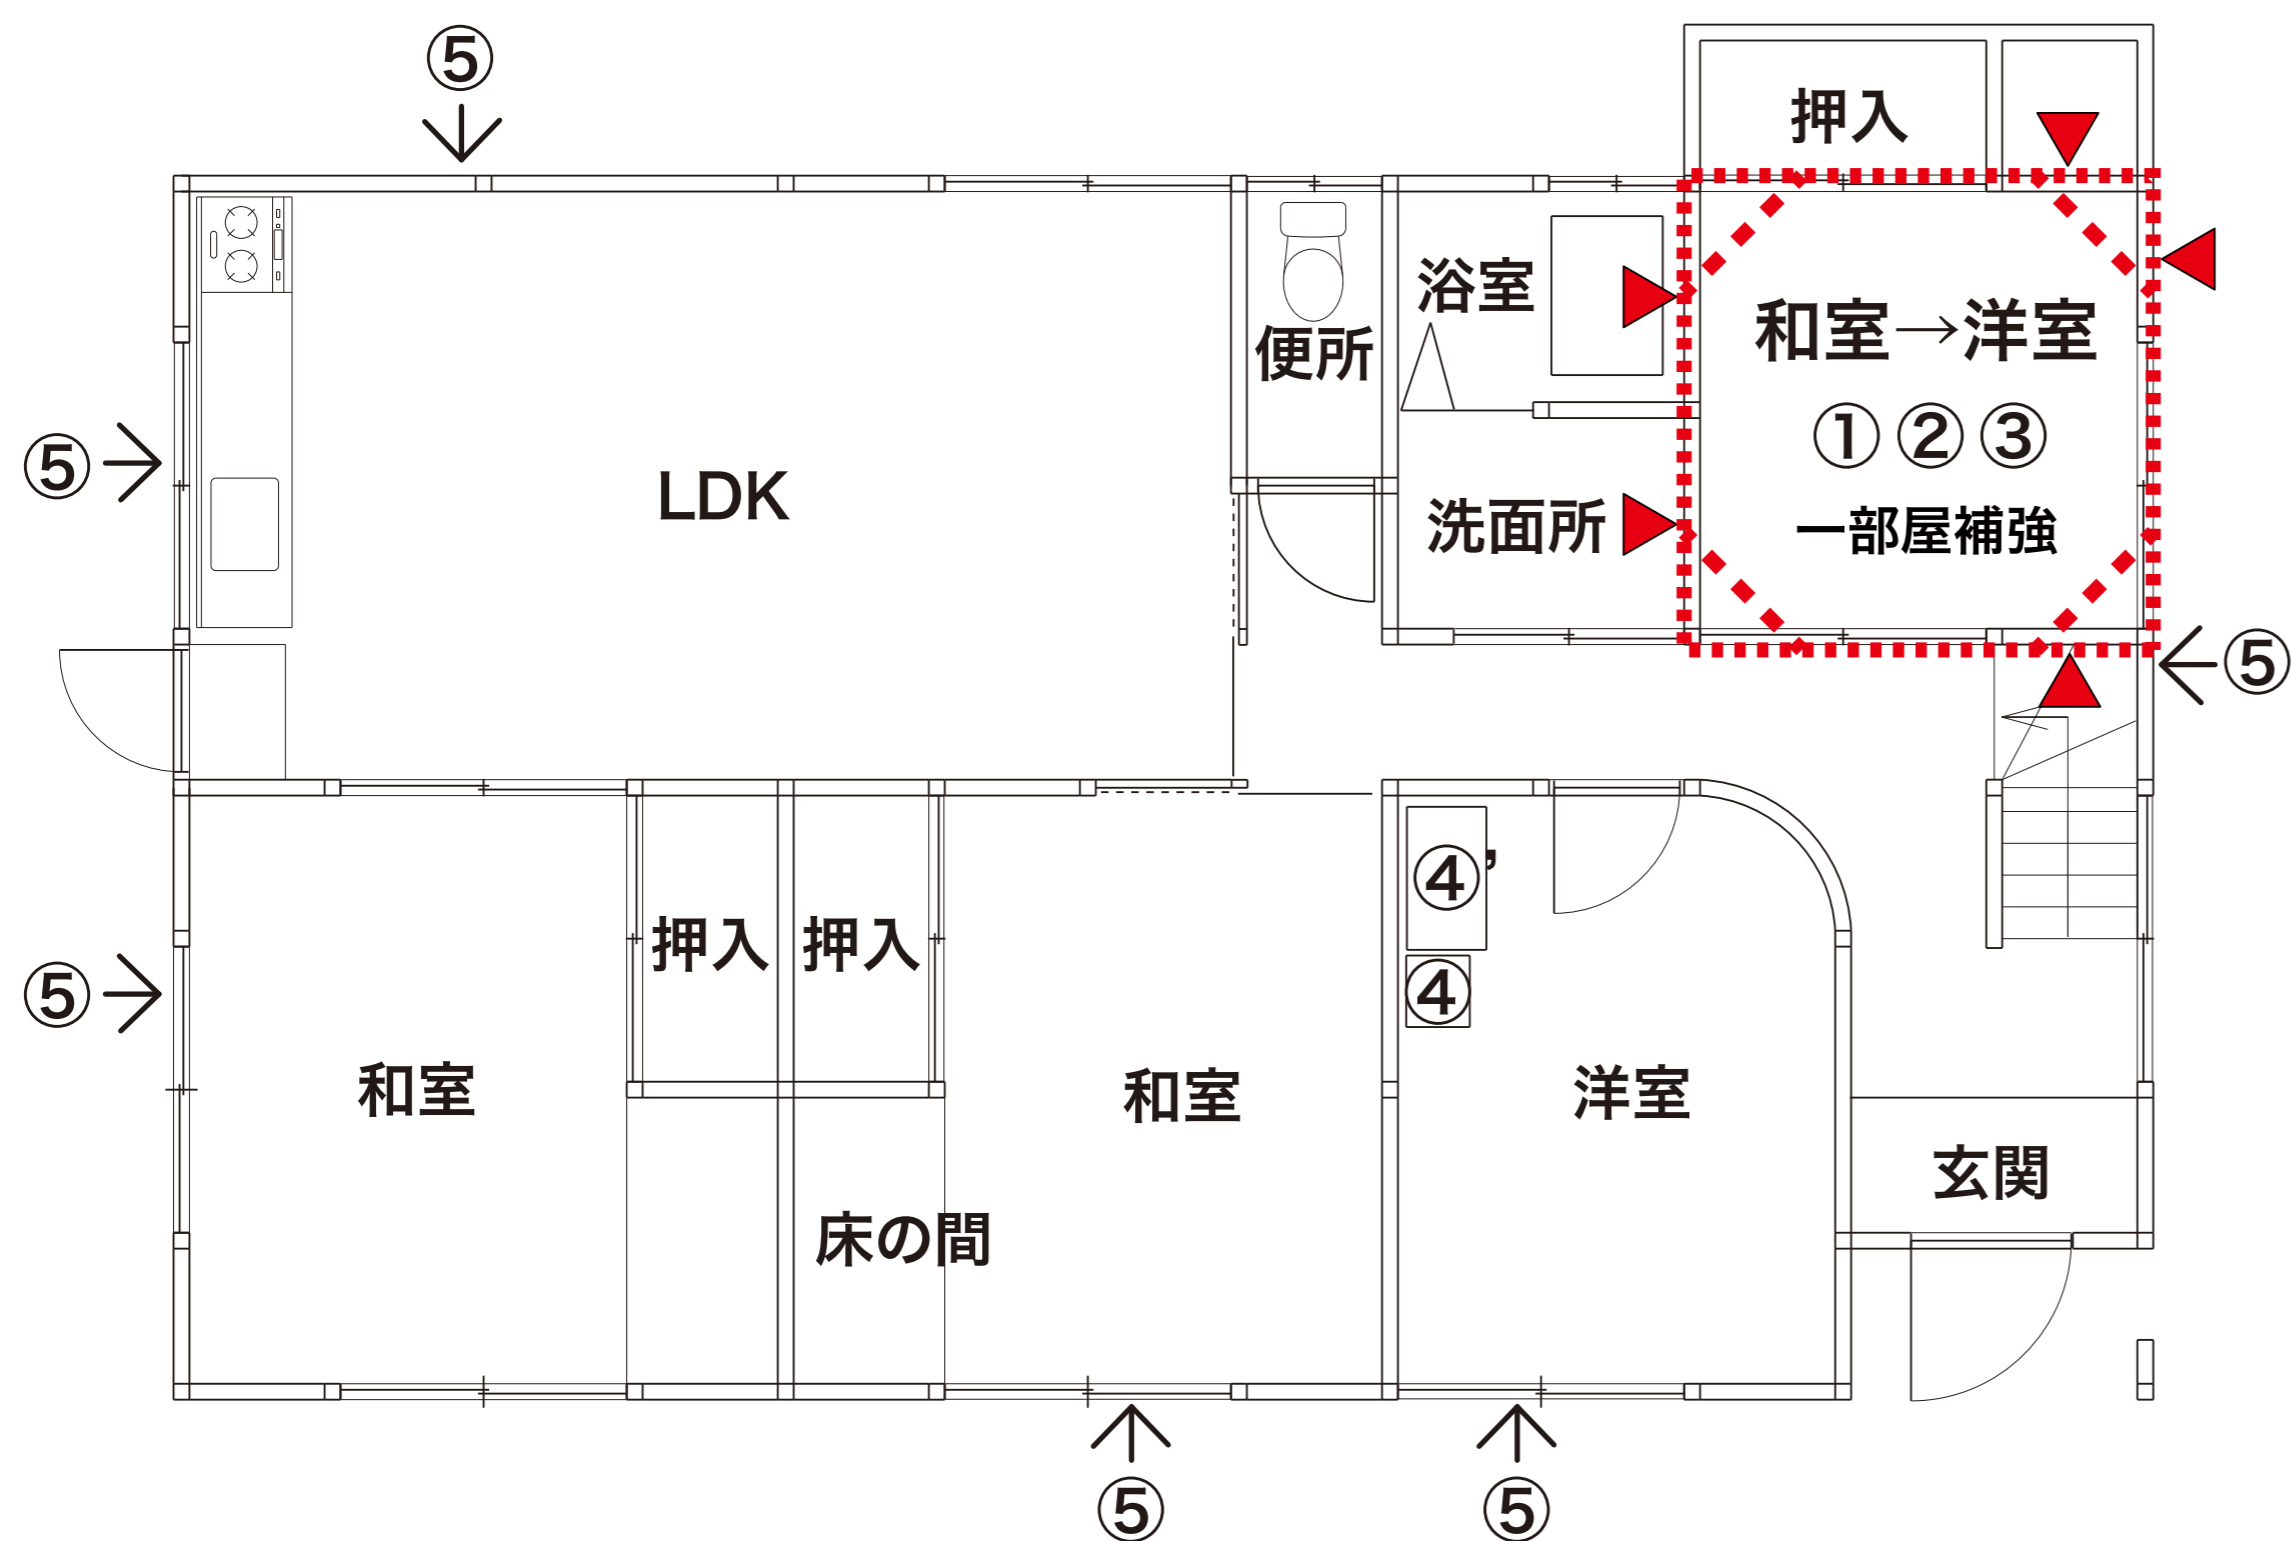 ⑤
押入
浴室
和室→洋室
便所
①②③
⑤
LDK
洗面所
一部屋補強
⑤
④’
押入
押入
⑤
④
和室
和室
洋室
玄関
床の間
⑤
⑤